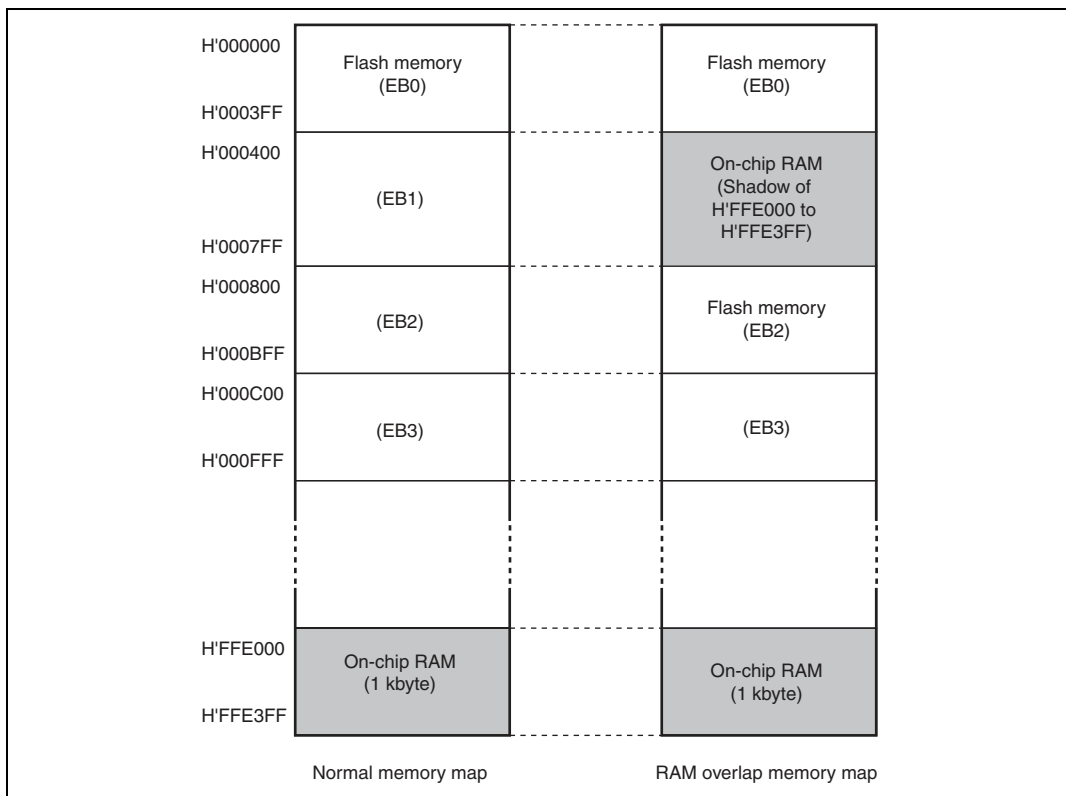 H'000000
H'0003FF
H'000400
H'0007FF
H'000800
H'000BFF
H'000C00
H'000FFF
H'FFE000
H'FFE3FF
Flash memory
(EB0)
(EB1)
(EB2)
(EB3)
On-chip RAM
(1 kbyte)
Normal memory map
Flash memory
(EB0)
On-chip RAM
(Shadow of
H'FFE000 to
H'FFE3FF)
Flash memory
(EB2)
(EB3)
On-chip RAM
(1 kbyte)
RAM overlap memory map